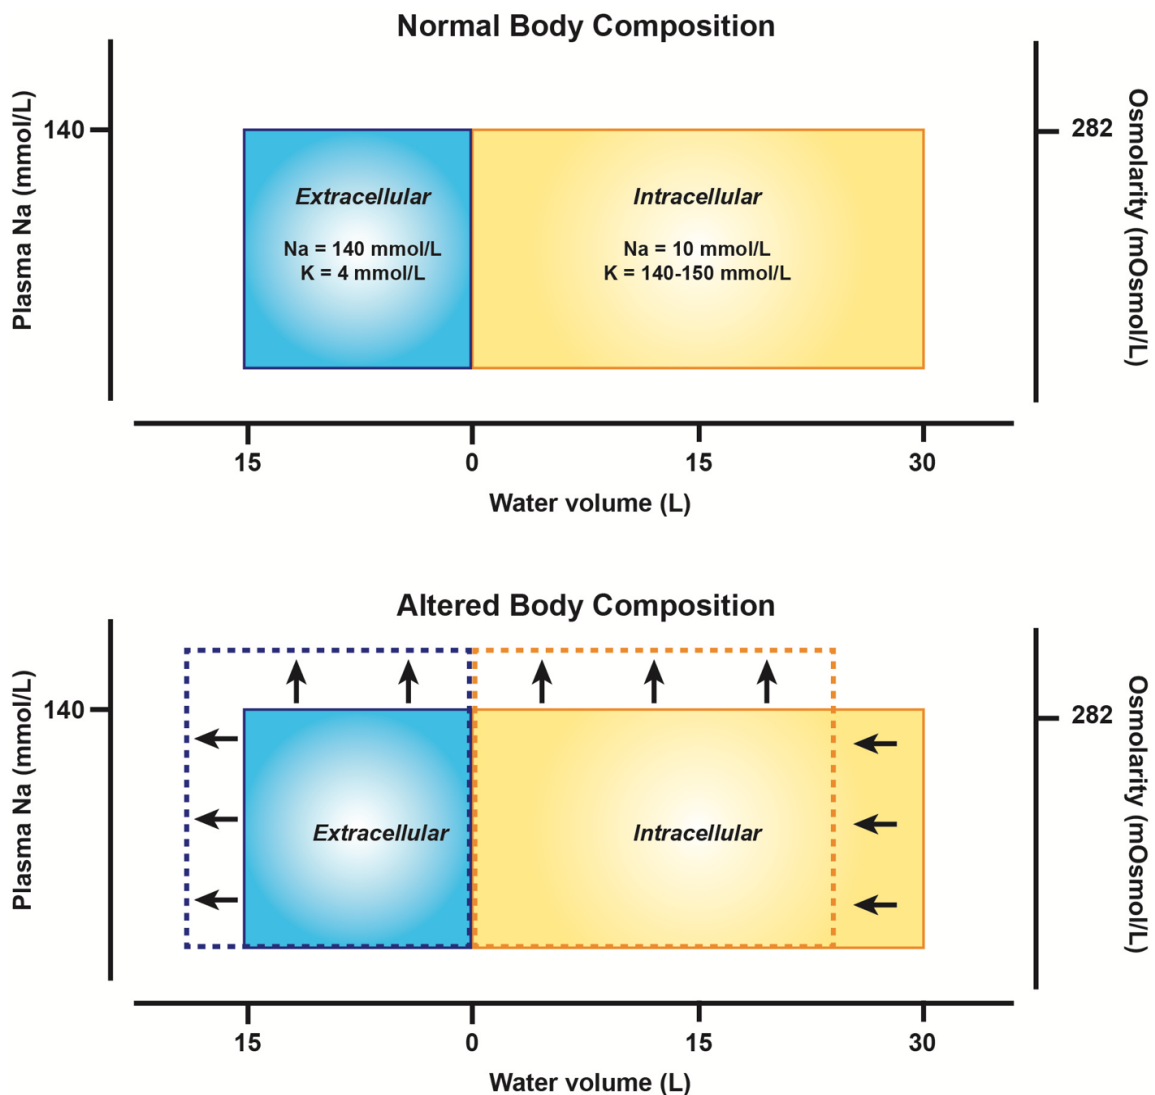 Normal Body Composition
Plasma Na (mmol/L)
140
Extracellular
Na = 140 mmol/L
K = 4 mmol/L
Intracellular
Na = 10 mmol/L
K = 140-150 mmol/L
282
Osmolarity (mOsmol/L)
15 0 15 30
Water volume (L)
Altered Body Composition
Plasma Na (mmol/L)
140
Extracellular
Intracellular
282
Osmolarity (mOsmol/L)
15 0 15 30
Water volume (L)